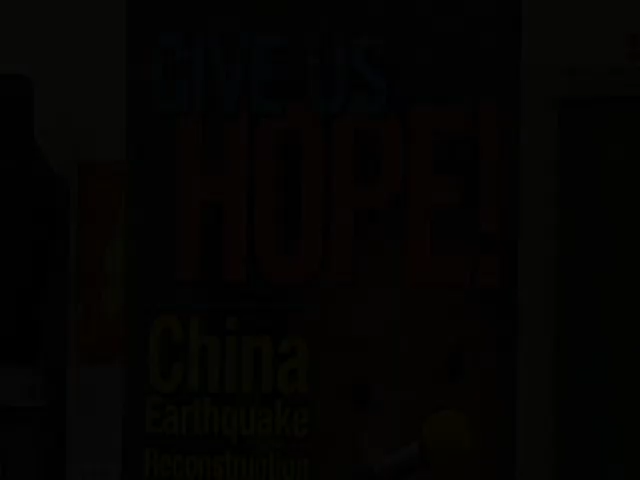 GIVE US
HOPE!
China
Earthquake
Reconstruction